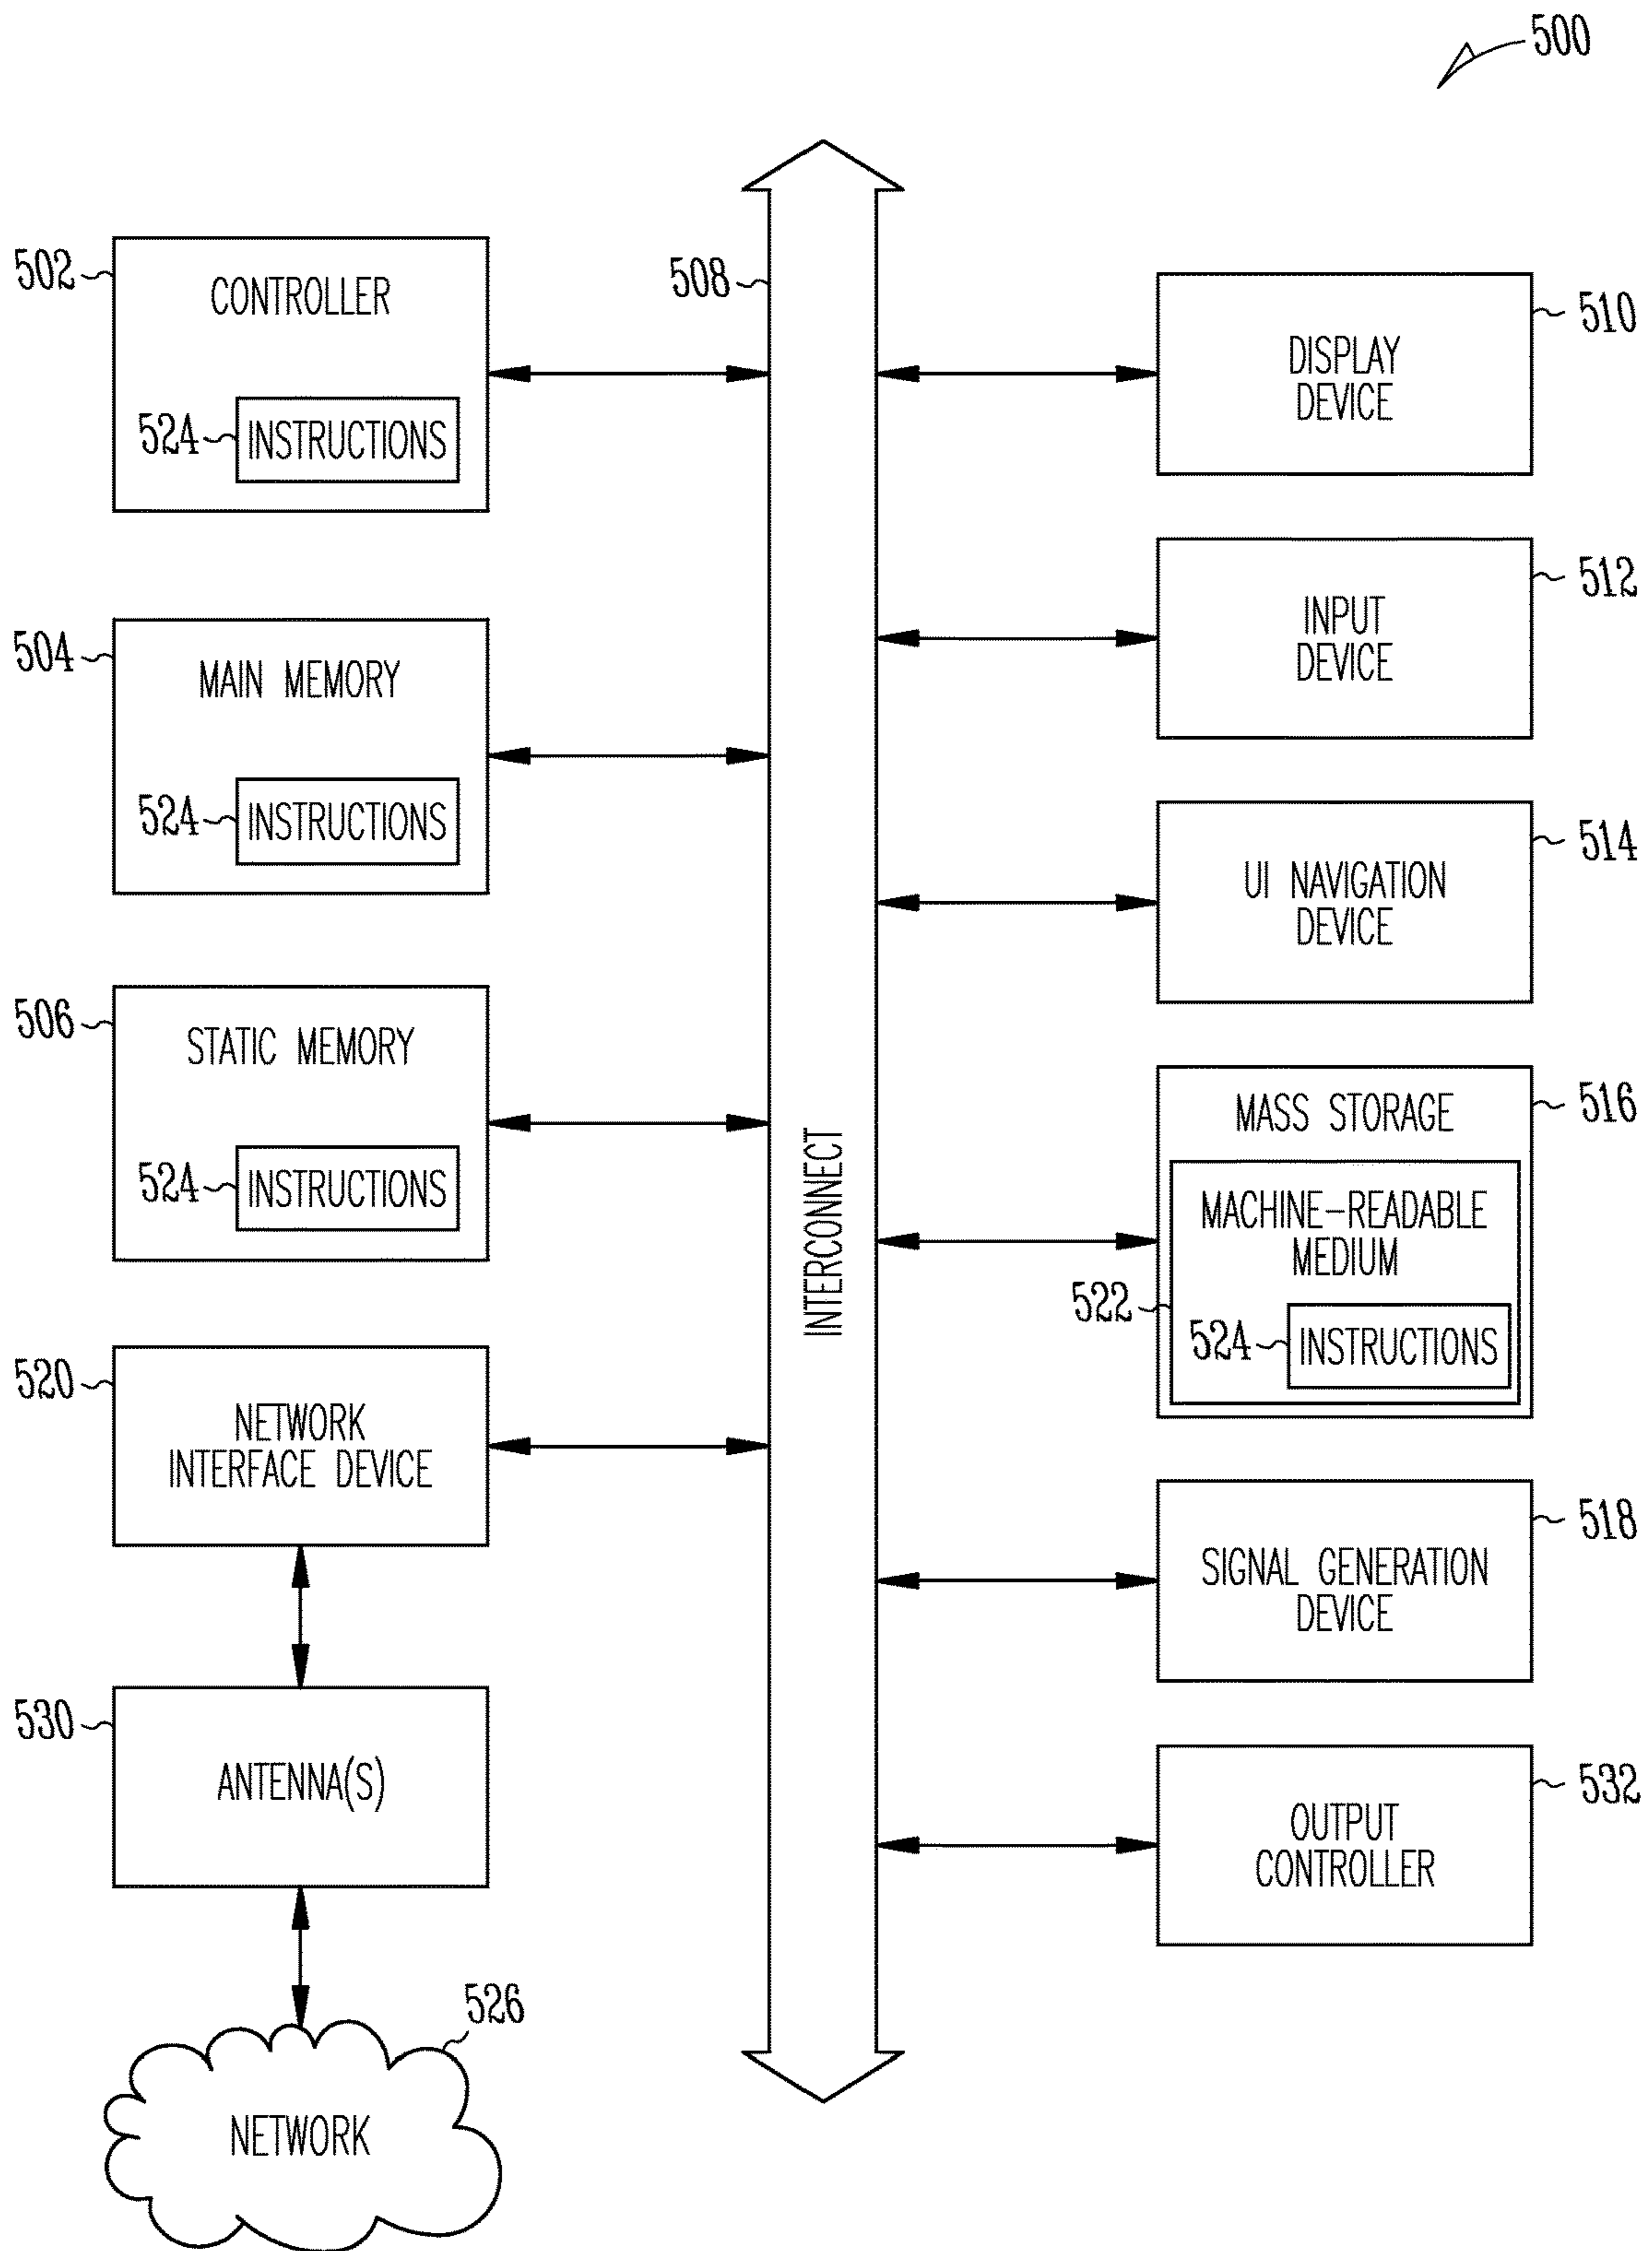 500
502
CONTROLLER
524
INSTRUCTIONS
504
MAIN MEMORY
524
INSTRUCTIONS
506
STATIC MEMORY
524
INSTRUCTIONS
520
NETWORK
INTERFACE DEVICE
530
ANTENNA(S)
526
NETWORK
508
INTERCONNECT
510
DISPLAY
DEVICE
512
INPUT
DEVICE
514
UI NAVIGATION
DEVICE
516
MASS STORAGE
MACHINE-READABLE
MEDIUM
522
524
INSTRUCTIONS
518
SIGNAL GENERATION
DEVICE
532
OUTPUT
CONTROLLER